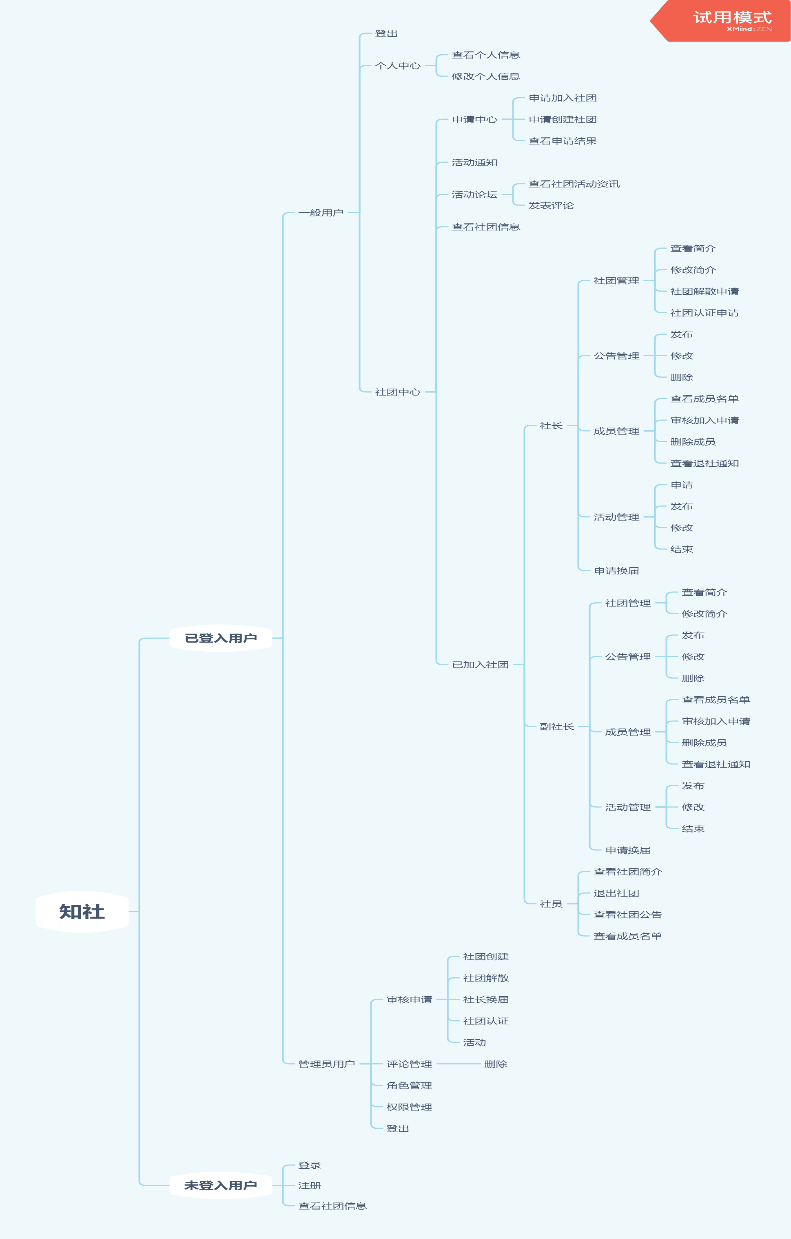 试用模式
XMind:ZEN
知社
已登入用户
一般用户
登出
个人中心
查看个人信息
修改个人信息
社团中心
申请中心
申请加入社团
申请创建社团
查看申请结果
活动通知
活动论坛
查看社团活动资讯
发表评论
查看社团信息
已加入社团
社长
社团管理
查看简介
修改简介
社团解散申请
社团认证申请
公告管理
发布
修改
删除
成员管理
查看成员名单
审核加入申请
删除成员
查看退社通知
活动管理
申请
发布
修改
结束
申请换届
副社长
社团管理
查看简介
修改简介
公告管理
发布
修改
删除
成员管理
查看成员名单
审核加入申请
删除成员
查看退社通知
活动管理
发布
修改
结束
申请换届
社员
查看社团简介
退出社团
查看社团公告
查看成员名单
管理员用户
审核申请
社团创建
社团解散
社长换届
社团认证
活动
评论管理
删除
角色管理
权限管理
登出
未登入用户
登录
注册
查看社团信息